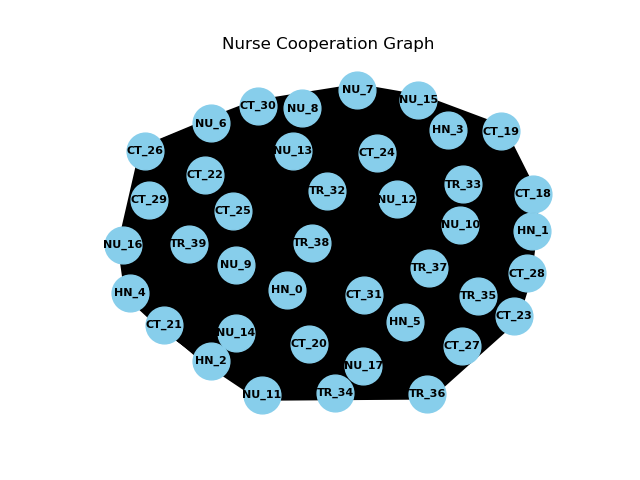 Nurse Cooperation Graph
NU_7
NU_15
CT_30
NU_8
NU_6
HN_3
CT_19
CT_26
NU_13
CT_24
CT_22
TR_32
TR_33
CT_18
CT_29
NU_12
CT_25
NU_10
HN_1
NU_16
TR_39
TR_38
NU_9
TR_37
CT_28
HN_4
HN_0
CT_31
TR_35
CT_23
CT_21
HN_5
NU_14
CT_20
CT_27
HN_2
NU_17
NU_11
TR_34
TR_36